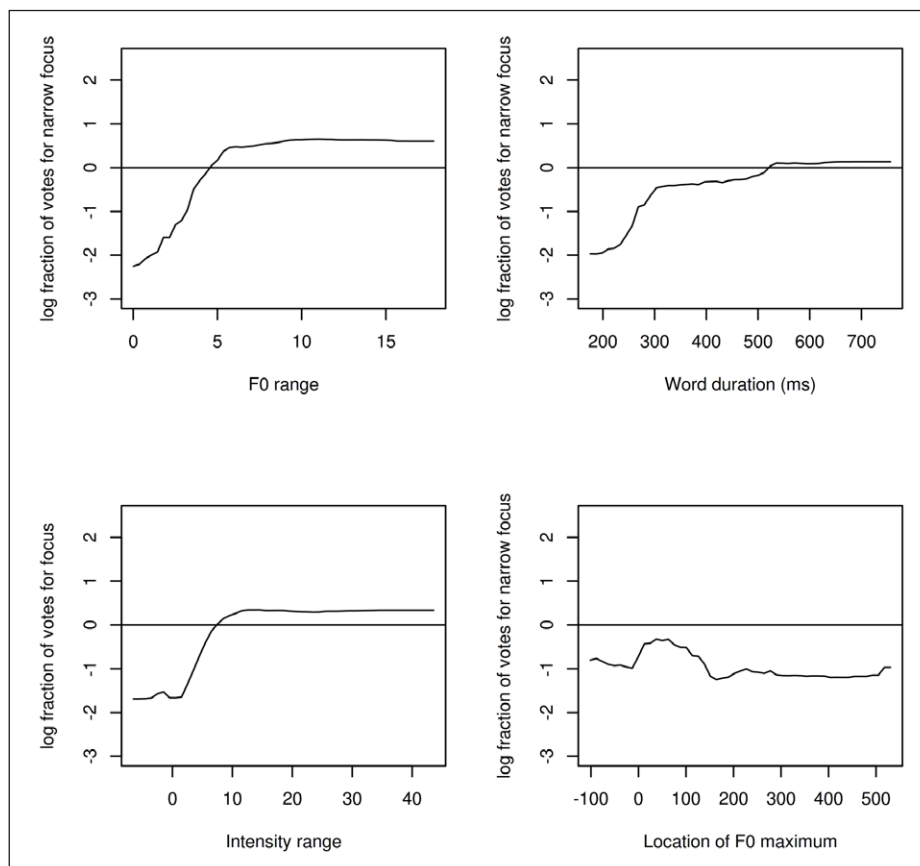 log fraction of votes for narrow focus
2
1
0
-1
-2
-3
0 5 10 15
F0 range
log fraction of votes for narrow focus
2
1
0
-1
-2
-3
200 300 400 500 600 700
Word duration (ms)
log fraction of votes for focus
2
1
0
-1
-2
-3
0 10 20 30 40
Intensity range
log fraction of votes for narrow focus
2
1
0
-1
-2
-3
-100 0 100 200 300 400 500
Location of F0 maximum